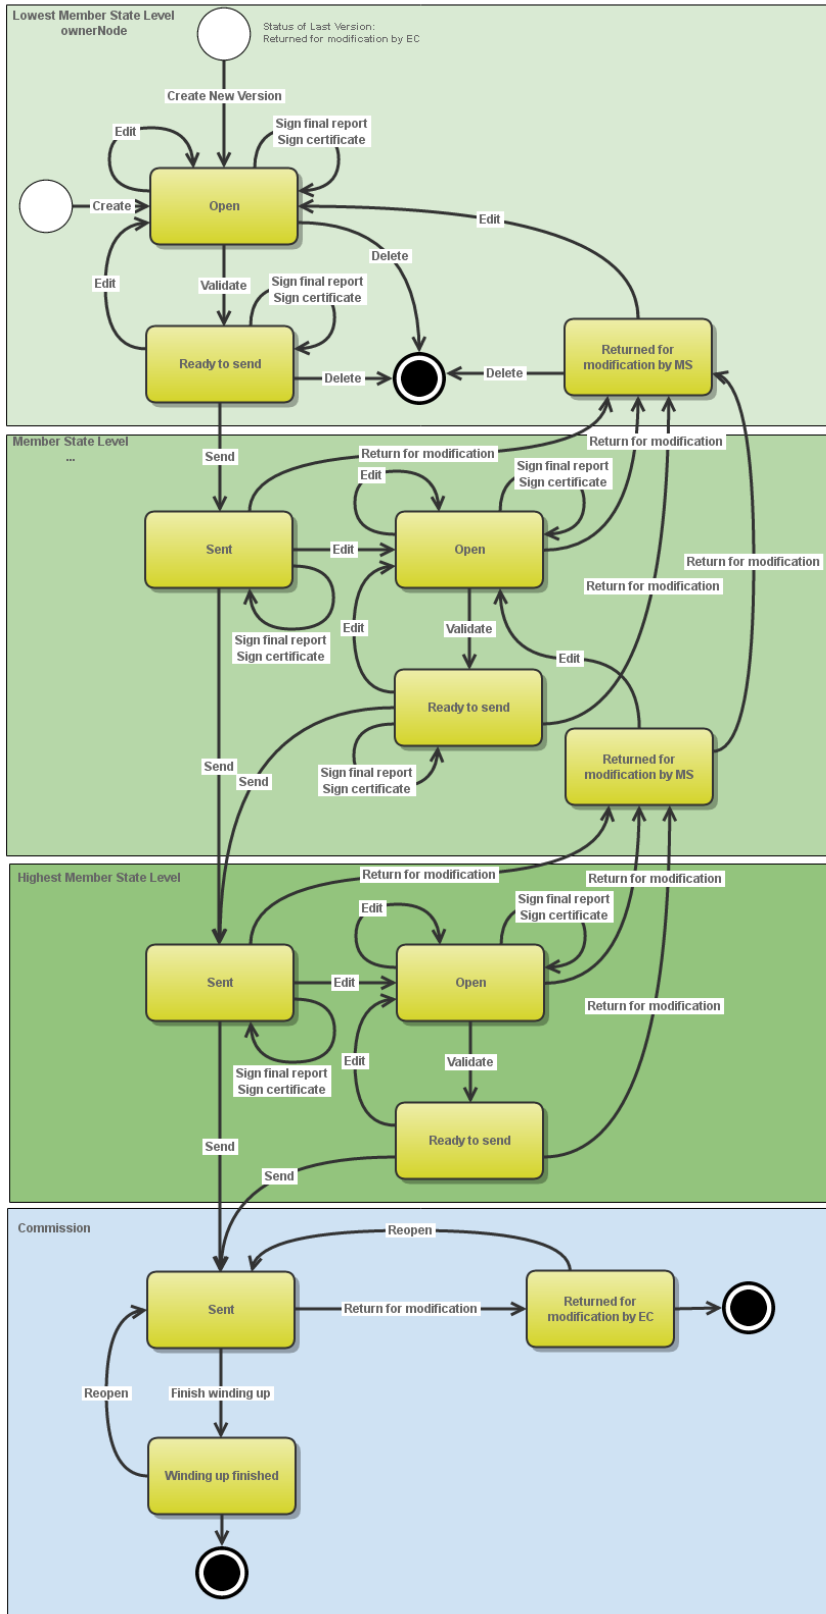 Lowest Member State Level
ownerNode
Status of Last Version:
Returned for modification by EC
Create New Version
Edit
Sign final report
Sign certificate
Create
Open
Edit
Delete
Edit
Validate
Sign final report
Sign certificate
Ready to send
Delete
Delete
Returned for
modification by MS
Member State Level
...
Send
Return for modification
Return for modification
Edit
Sign final report
Sign certificate
Sent
Edit
Open
Return for modification
Return for modification
Sign final report
Sign certificate
Edit
Validate
Edit
Ready to send
Returned for
modification by MS
Send
Send
Sign final report
Sign certificate
Highest Member State Level
Return for modification
Return for modification
Edit
Sign final report
Sign certificate
Sent
Edit
Open
Return for modification
Sign final report
Sign certificate
Edit
Validate
Ready to send
Send
Send
Commission
Reopen
Sent
Return for modification
Returned for
modification by EC
Reopen
Finish winding up
Winding up finished